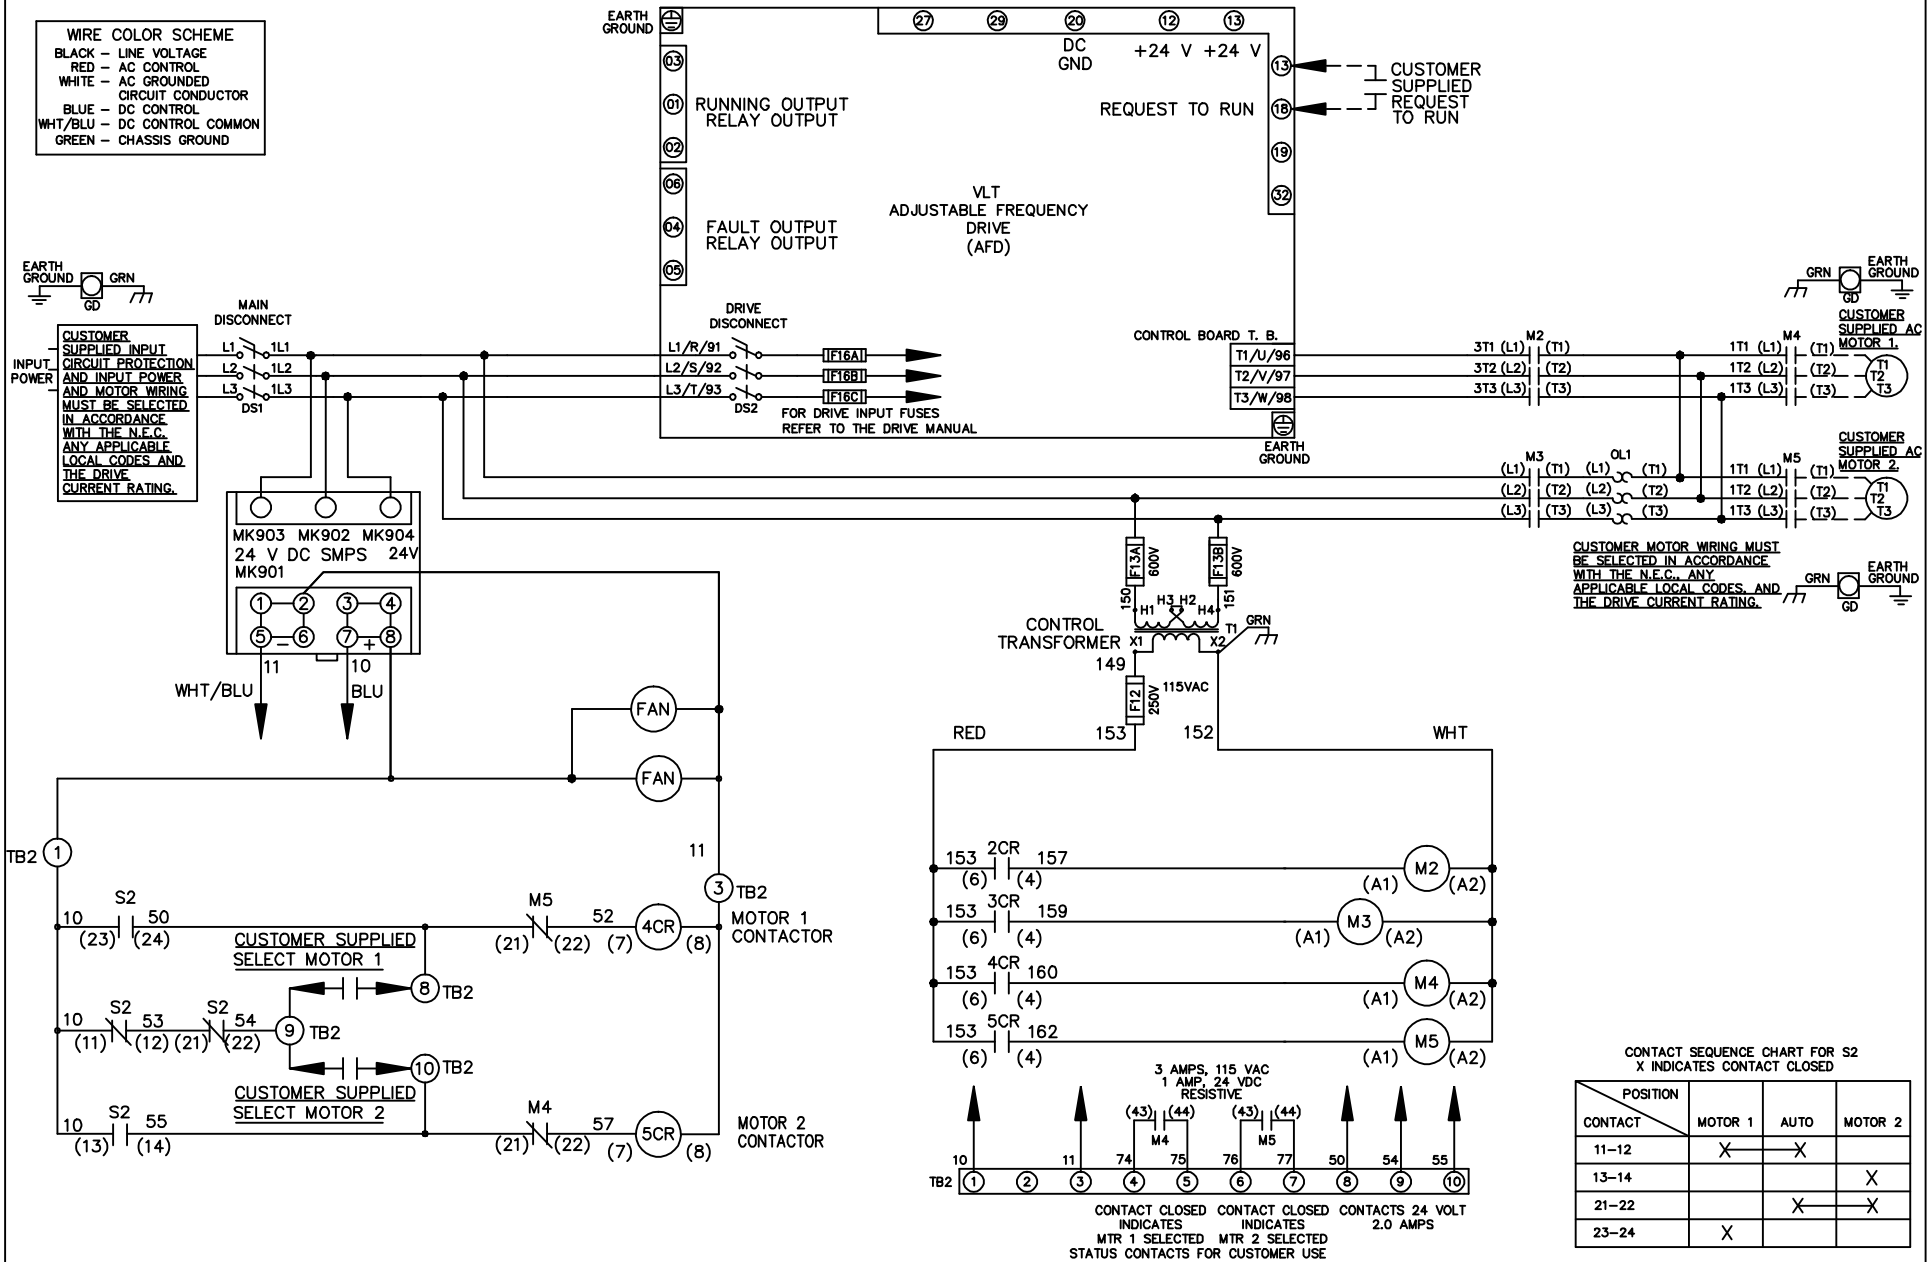 WIRE COLOR SCHEME
BLACK – LINE VOLTAGE
RED – AC CONTROL
WHITE – AC GROUNDED
CIRCUIT CONDUCTOR
BLUE – DC CONTROL
WHT/BLU – DC CONTROL COMMON
GREEN – CHASSIS GROUND
EARTH
GROUND
27 29 20 12 13
DC
GND
+24 V +24 V
03
01
02
RUNNING OUTPUT
RELAY OUTPUT
06
04
05
FAULT OUTPUT
RELAY OUTPUT
REQUEST TO RUN
13
18
19
32
CUSTOMER
SUPPLIED
REQUEST
TO RUN
VLT
ADJUSTABLE FREQUENCY
DRIVE
(AFD)
EARTH
GROUND
GRN
GD
MAIN
DISCONNECT
DRIVE
DISCONNECT
INPUT
POWER
CUSTOMER
SUPPLIED INPUT
CIRCUIT PROTECTION
AND INPUT POWER
AND MOTOR WIRING
MUST BE SELECTED
IN ACCORDANCE
WITH THE N.E.C.
ANY APPLICABLE
LOCAL CODES AND
THE DRIVE
CURRENT RATING.
L1 1L1
L2 1L2
L3 1L3
DS1
L1/R/91
L2/S/92
L3/T/93
DS2
F16A
F16B
F16C
FOR DRIVE INPUT FUSES
REFER TO THE DRIVE MANUAL
CONTROL BOARD T. B.
T1/U/96
T2/V/97
T3/W/98
EARTH
GROUND
M2
3T1 (L1) (T1)
3T2 (L2) (T2)
3T3 (L3) (T3)
M4
1T1 (L1) (T1)
1T2 (L2) (T2)
1T3 (L3) (T3)
GRN
GD
EARTH
GROUND
CUSTOMER
SUPPLIED AC
MOTOR 1.
T1
T2
T3
M3 OL1
(L1) (T1) (L1) (T1)
(L2) (T2) (L2) (T2)
(L3) (T3) (L3) (T3)
M5
1T1 (L1) (T1)
1T2 (L2) (T2)
1T3 (L3) (T3)
CUSTOMER
SUPPLIED AC
MOTOR 2.
T1
T2
T3
CUSTOMER MOTOR WIRING MUST
BE SELECTED IN ACCORDANCE
WITH THE N.E.C., ANY
APPLICABLE LOCAL CODES, AND
THE DRIVE CURRENT RATING.
GRN
GD
EARTH
GROUND
MK903 MK902 MK904
24 V DC SMPS 24V
MK901
1 2 3 4
5 – 6 7 + 8
11 10
WHT/BLU BLU
F13A
600V
F13B
600V
150 151
H1 H3 H2 H4
CONTROL
TRANSFORMER
X1 X2 T1
GRN
149
F12
250V
115VAC
153 152
RED WHT
FAN
FAN
TB2 1
11
3 TB2
S2
10 50
(23) (24)
M5
(21) (22)
52
(7) 4CR (8)
MOTOR 1
CONTACTOR
CUSTOMER SUPPLIED
SELECT MOTOR 1
8 TB2
S2 S2
10 53 54
(11) (12) (21) (22)
9 TB2
10 TB2
CUSTOMER SUPPLIED
SELECT MOTOR 2
S2
10 55
(13) (14)
M4
(21) (22)
57
(7) 5CR (8)
MOTOR 2
CONTACTOR
153 2CR 157
(6) (4)
(A1) M2 (A2)
153 3CR 159
(6) (4)
(A1) M3 (A2)
153 4CR 160
(6) (4)
(A1) M4 (A2)
153 5CR 162
(6) (4)
(A1) M5 (A2)
3 AMPS, 115 VAC
1 AMP, 24 VDC
RESISTIVE
(43) (44) (43) (44)
M4 M5
10 11 74 75 76 77 50 54 55
TB2 1 2 3 4 5 6 7 8 9 10
CONTACT CLOSED
INDICATES
MTR 1 SELECTED
CONTACT CLOSED
INDICATES
MTR 2 SELECTED
CONTACTS 24 VOLT
2.0 AMPS
STATUS CONTACTS FOR CUSTOMER USE
CONTACT SEQUENCE CHART FOR S2
X INDICATES CONTACT CLOSED
POSITION
CONTACT MOTOR 1 AUTO MOTOR 2
11–12 X X
13–14 X
21–22 X X
23–24 X